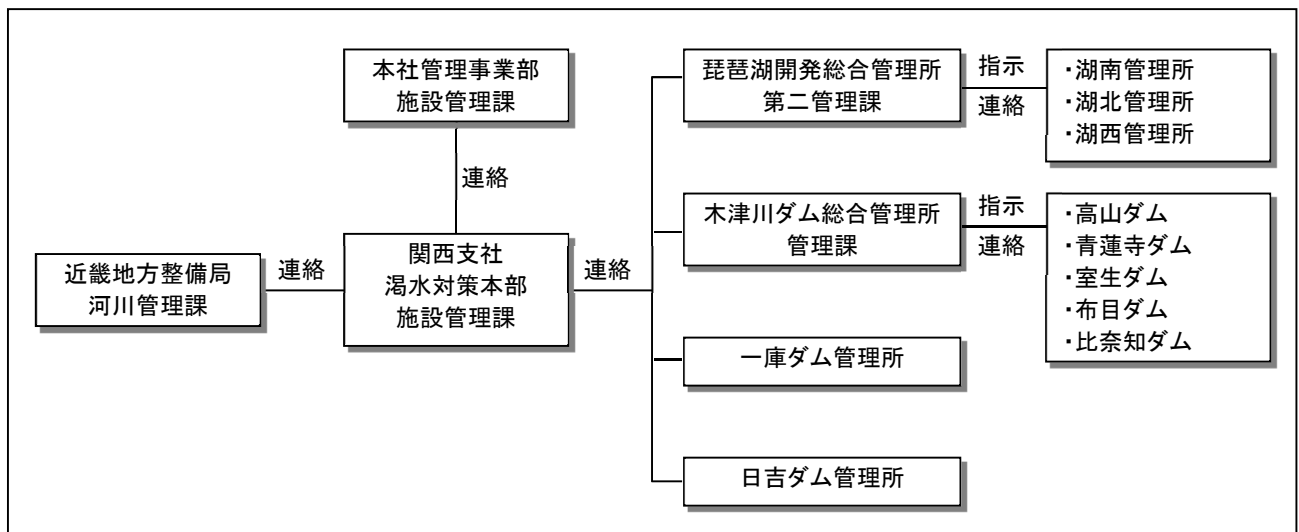 本社管理事業部
施設管理課
連絡
近畿地方整備局
河川管理課
連絡
関西支社
渇水対策本部
施設管理課
連絡
琵琶湖開発総合管理所
第二管理課
指示
連絡
・湖南管理所
・湖北管理所
・湖西管理所
木津川ダム総合管理所
管理課
指示
連絡
・高山ダム
・青蓮寺ダム
・室生ダム
・布目ダム
・比奈知ダム
一庫ダム管理所
日吉ダム管理所